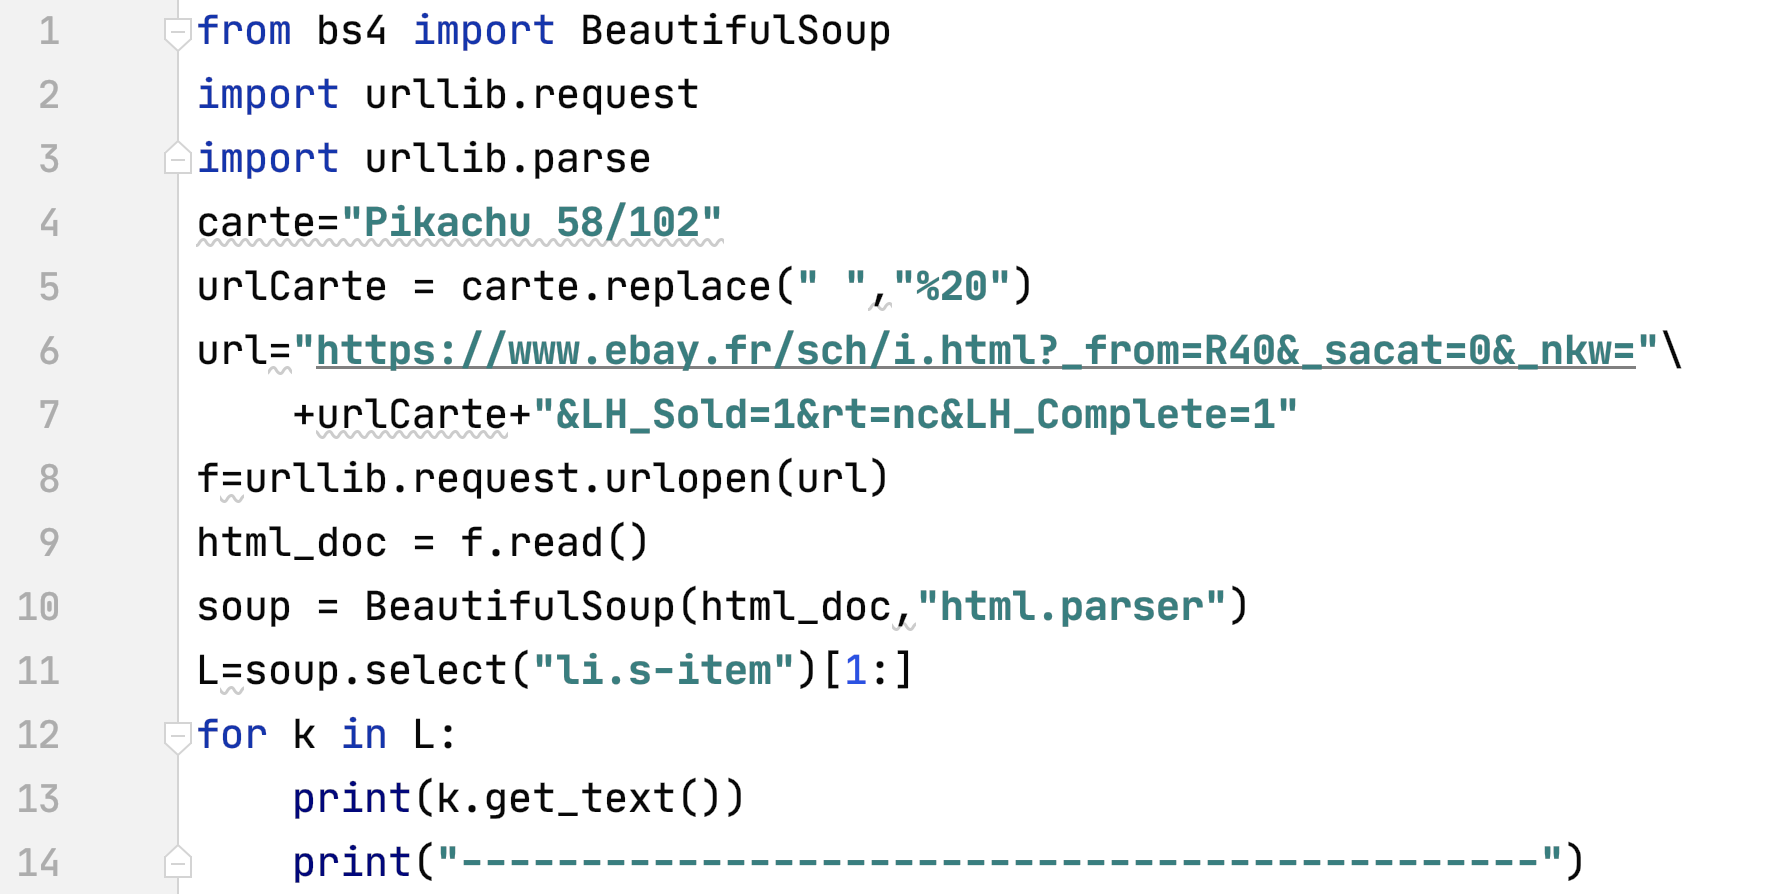 1 from bs4 import BeautifulSoup
2 import urllib.request
3 import urllib.parse
4 carte="Pikachu 58/102"
5 urlCarte = carte.replace(" ","%20")
6 url="https://www.ebay.fr/sch/i.html?_from=R40&_sacat=0&_nkw="\
7     +urlCarte+"&LH_Sold=1&rt=nc&LH_Complete=1"
8 f=urllib.request.urlopen(url)
9 html_doc = f.read()
10 soup = BeautifulSoup(html_doc,"html.parser")
11 L=soup.select("li.s-item")[1:]
12 for k in L:
13     print(k.get_text())
14     print("---------------------------------------------")